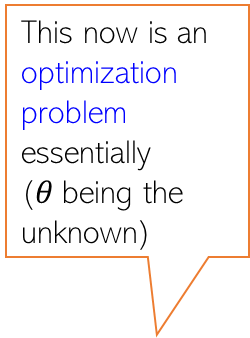 This now is an
optimization
problem
essentially
(θ being the
unknown)